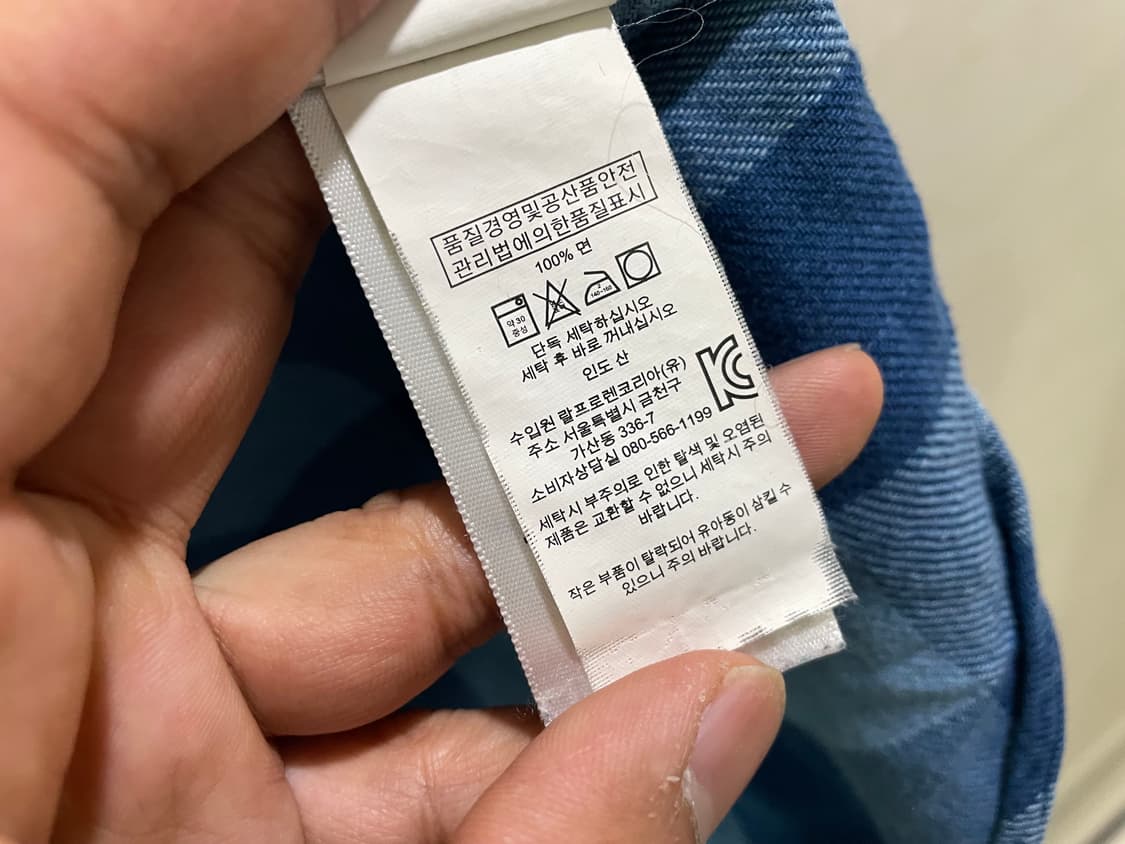 품질경영및공산품안전
관리법에의한품질표시
100% 면
약 30
중성
140~160
단독 세탁하십시오
세탁 후 바로 꺼내십시오
인도 산
수입원 랄프로렌코리아(유)
주소 서울특별시 금천구
가산동 336-7
소비자상담실 080-566-1199
KC
세탁시 부주의로 인한 탈색 및 오염된
제품은 교환할 수 없으니 세탁시 주의
바랍니다.
작은 부품이 탈락되어 유아동이 삼킬 수
있으니 주의 바랍니다.